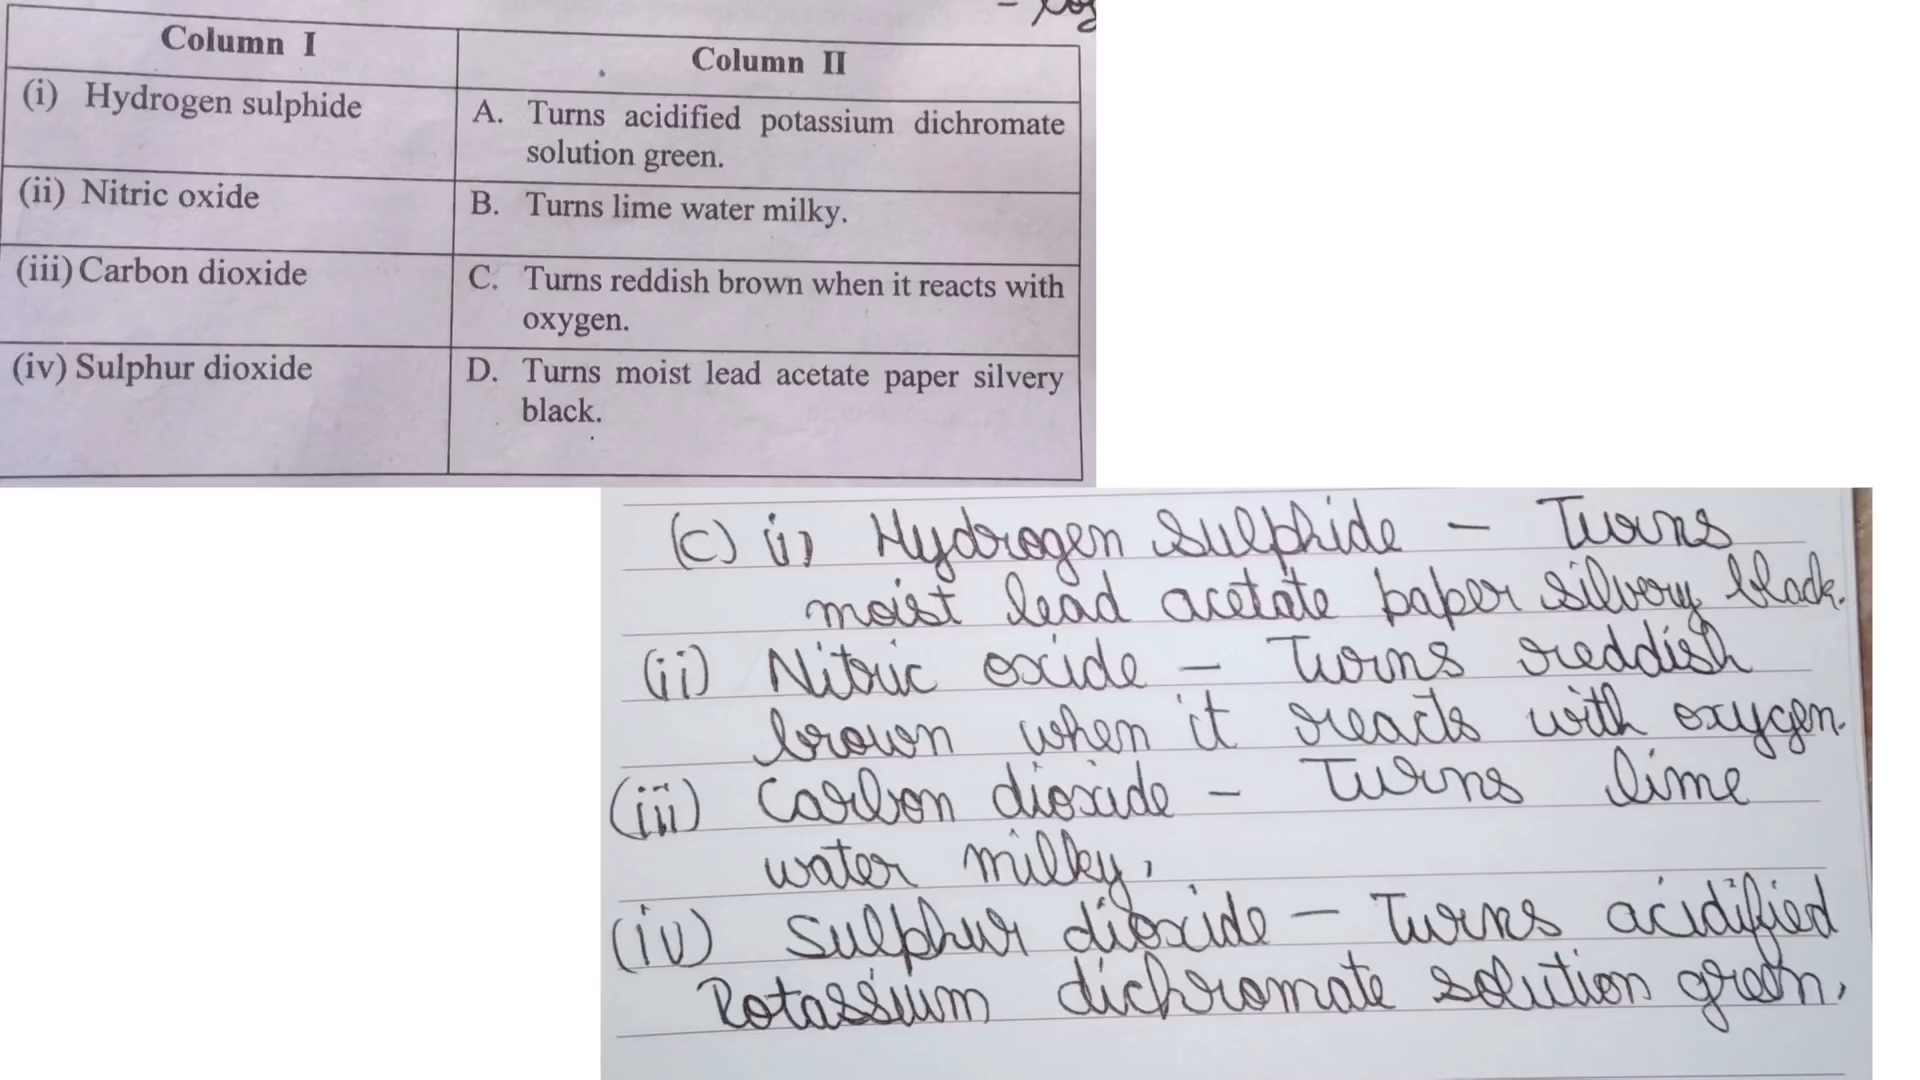 Column I
Column II
(i) Hydrogen sulphide
A. Turns acidified potassium dichromate
solution green.
(ii) Nitric oxide
B. Turns lime water milky.
(iii) Carbon dioxide
C. Turns reddish brown when it reacts with
oxygen.
(iv) Sulphur dioxide
D. Turns moist lead acetate paper silvery
black.
(c) (i) Hydrogen sulphide - Turns
moist lead acetate paper silvery black.
(ii) Nitric oxide - Turns reddish
brown when it reacts with oxygen.
(iii) Carbon dioxide - Turns lime
water milky.
(iv) Sulphur dioxide - Turns acidified
Potassium dichromate solution green.